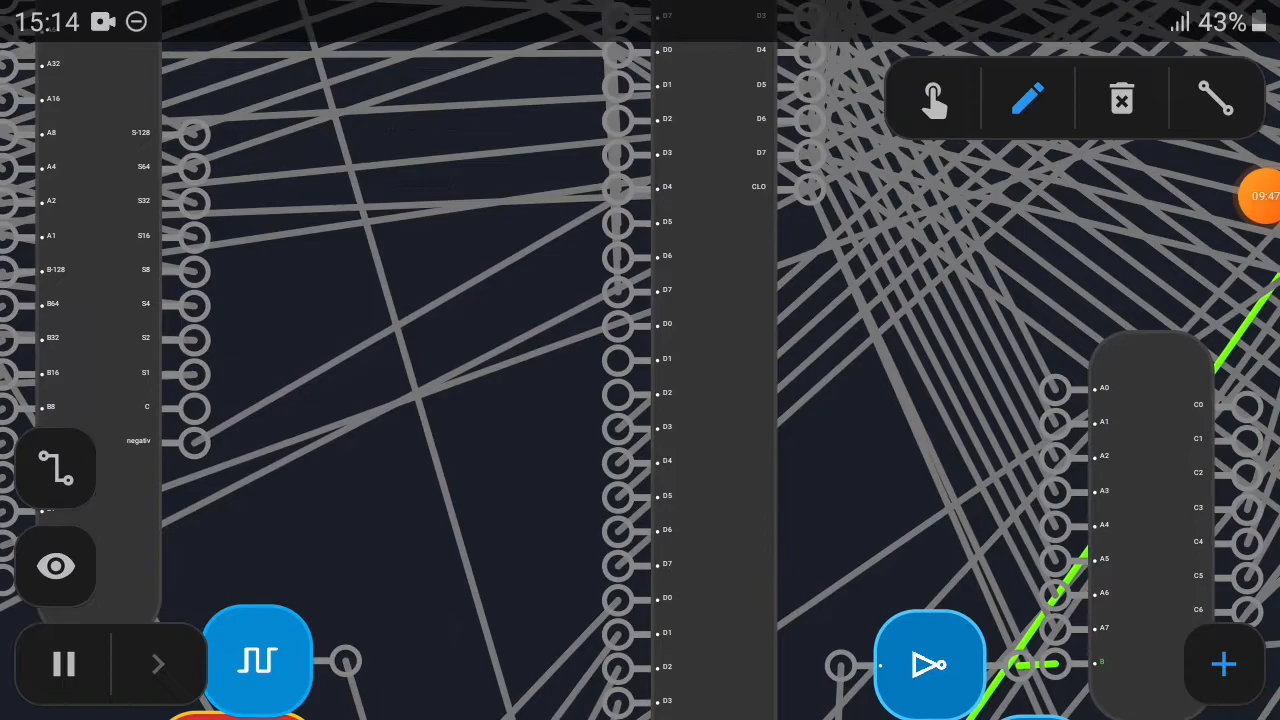 15:14
43%
09:47
A32
A16
A8
A4
A2
A1
B-128
B64
B32
B16
B8
S-128
S64
S32
S16
S8
S4
S2
S1
C
negativ
D7
D0
D1
D2
D3
D4
D5
D6
D7
D0
D1
D2
D3
D4
D5
D6
D7
D0
D1
D2
D3
D3
D4
D5
D6
D7
CLO
A0
A1
A2
A3
A4
A5
A6
A7
B
C0
C1
C2
C3
C4
C5
C6